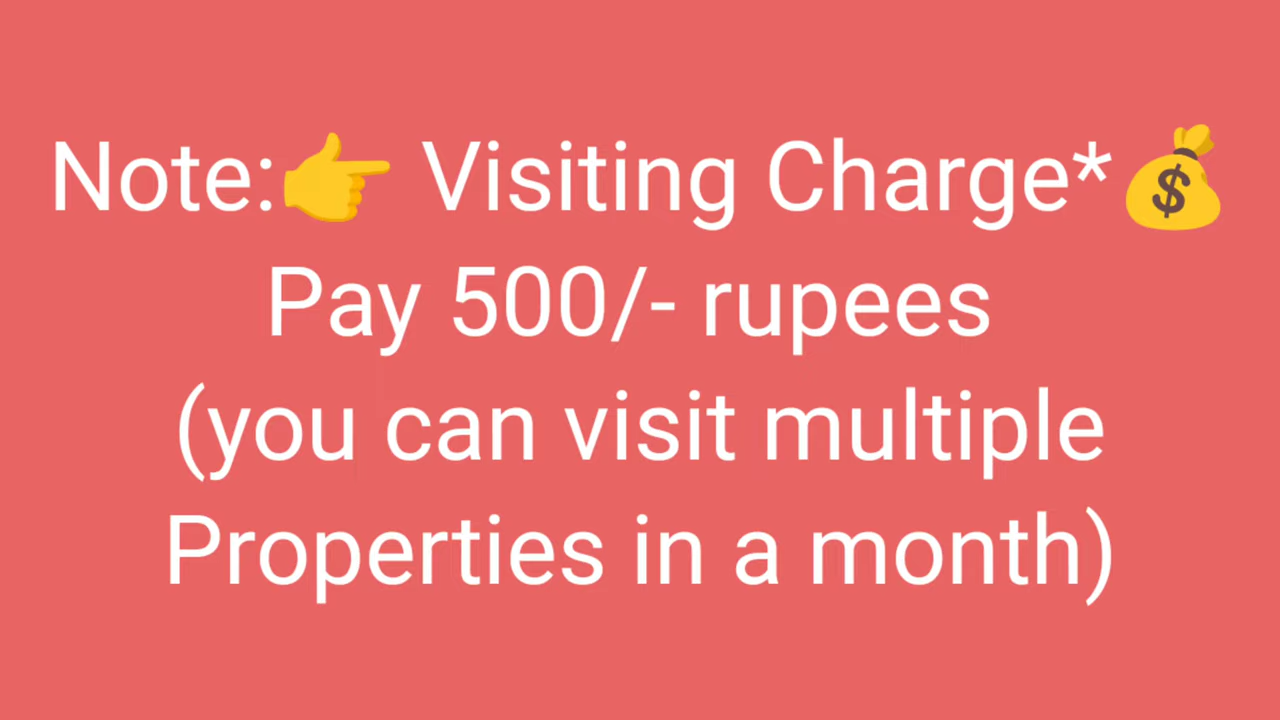 Note:👉 Visiting Charge*💰
Pay 500/- rupees
(you can visit multiple
Properties in a month)